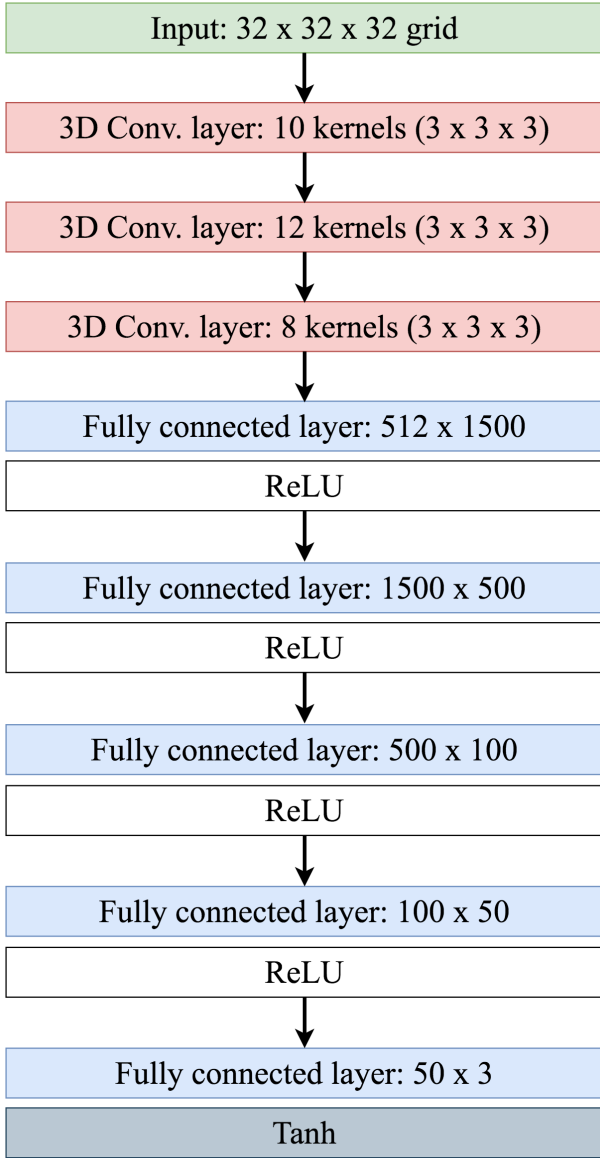 Input: 32 x 32 x 32 grid
3D Conv. layer: 10 kernels (3 x 3 x 3)
3D Conv. layer: 12 kernels (3 x 3 x 3)
3D Conv. layer: 8 kernels (3 x 3 x 3)
Fully connected layer: 512 x 1500
ReLU
Fully connected layer: 1500 x 500
ReLU
Fully connected layer: 500 x 100
ReLU
Fully connected layer: 100 x 50
ReLU
Fully connected layer: 50 x 3
Tanh